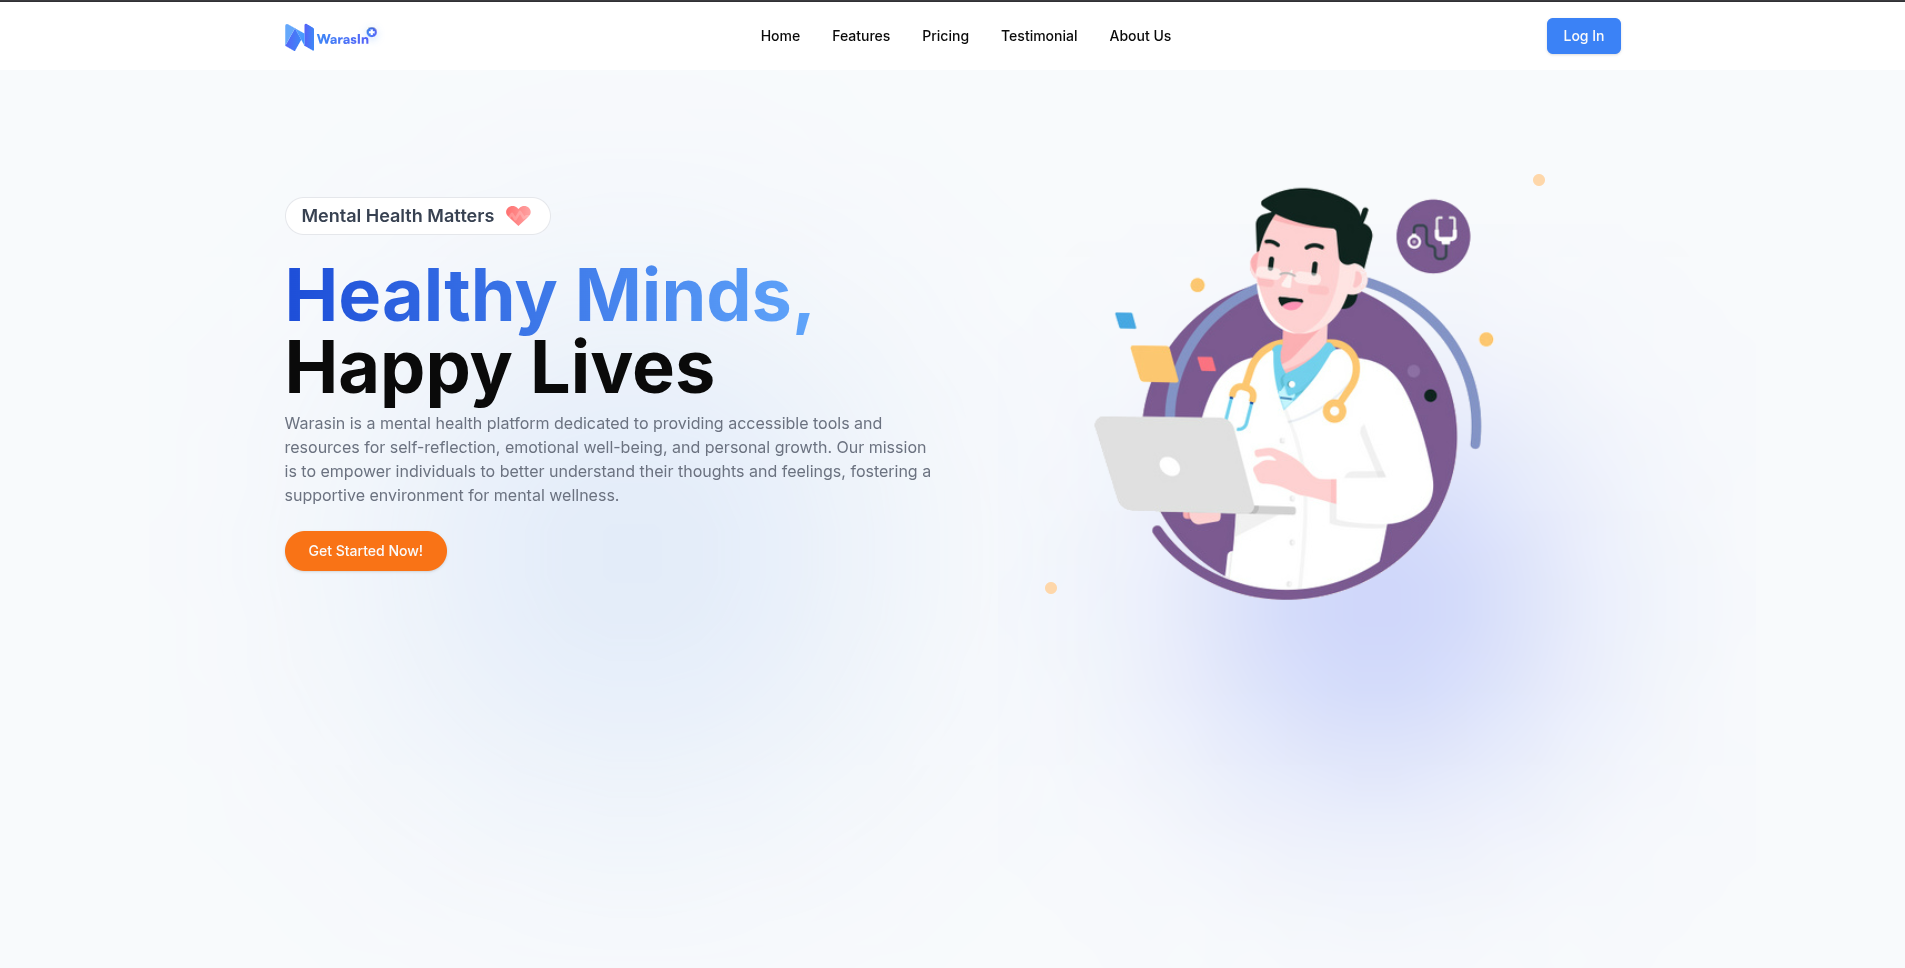 WarasIn
Home
Features
Pricing
Testimonial
About Us
Log In
Mental Health Matters
Healthy Minds,
Happy Lives
Warasin is a mental health platform dedicated to providing accessible tools and
resources for self-reflection, emotional well-being, and personal growth. Our mission
is to empower individuals to better understand their thoughts and feelings, fostering a
supportive environment for mental wellness.
Get Started Now!